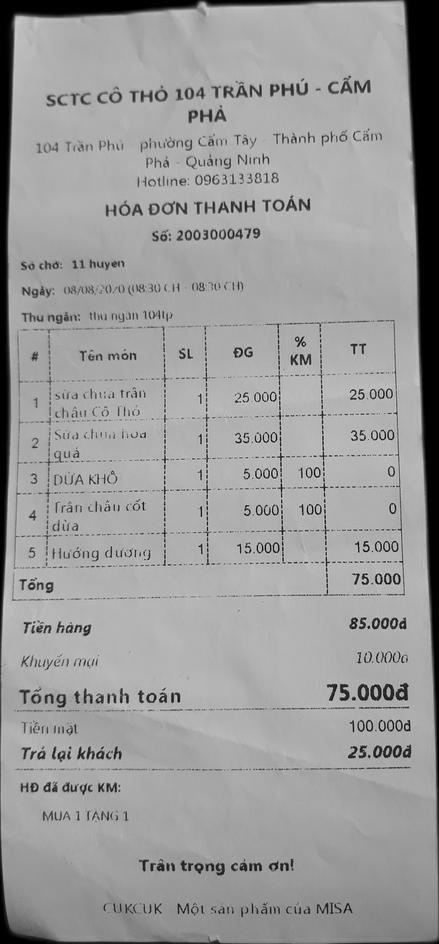 SCTC CÔ THỎ 104 TRẦN PHÚ - CẨM
PHẢ
104 Trần Phú - phường Cẩm Tây - Thành phố Cẩm
Phả - Quảng Ninh
Hotline: 0963133818
HÓA ĐƠN THANH TOÁN
Số: 2003000479
Số chờ: 11 huyen
Ngày: 08/08/2020 (08:30 CH - 08:30 CH)
Thu ngân: thu ngân 104tp
# Tên món SL ĐG % KM TT
1 sữa chua trân châu Cô Thỏ 1 25.000 25.000
2 Sữa chua hoa quả 1 35.000 35.000
3 DỪA KHÔ 1 5.000 100 0
4 Trân châu cốt dừa 1 5.000 100 0
5 Hướng dương 1 15.000 15.000
Tổng 75.000
Tiền hàng 85.000đ
Khuyến mại 10.000đ
Tổng thanh toán 75.000đ
Tiền mặt 100.000đ
Trả lại khách 25.000đ
HĐ đã được KM:
MUA 1 TẶNG 1
Trân trọng cảm ơn!
CUKCUK - Một sản phẩm của MISA